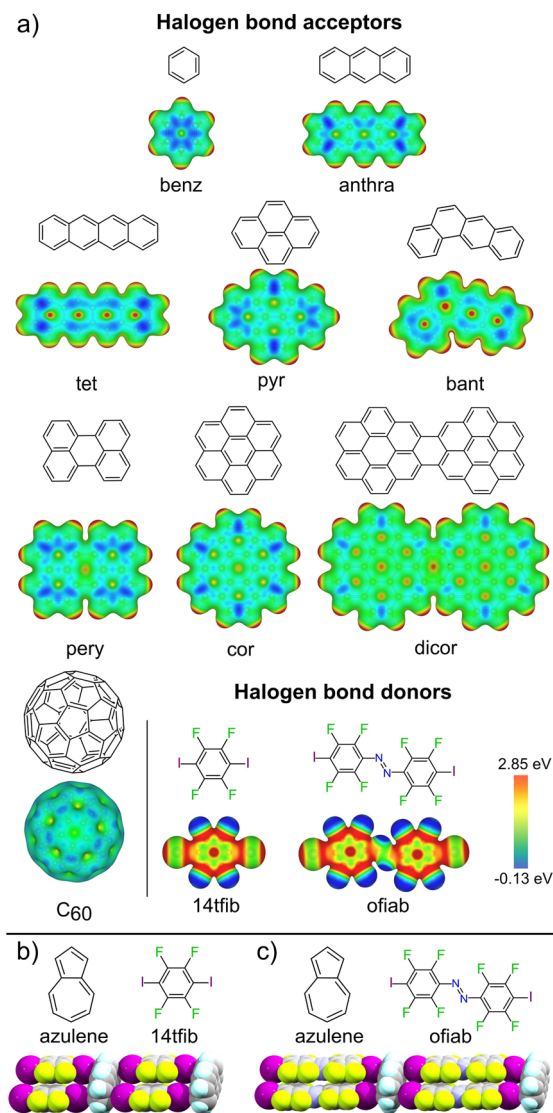 a)
Halogen bond acceptors
benz
anthra
tet
pyr
bant
pery
cor
dicor
Halogen bond donors
F F
I I
F F
F F F F
I N N I
F F F F
2.85 eV
-0.13 eV
C60
14tfib
ofiab
b)
F F
I I
F F
azulene
14tfib
c)
F F F F
I N N I
F F F F
azulene
ofiab